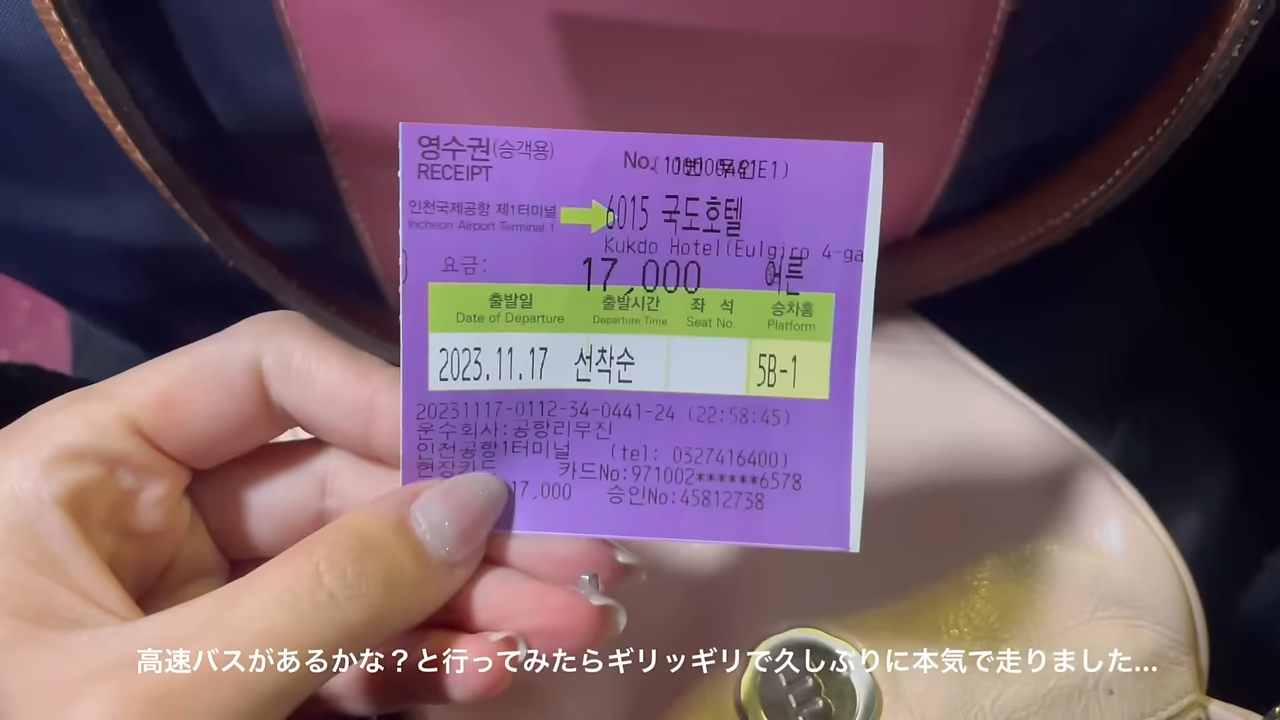 영수권(승객용)
RECEIPT
No.
인천국제공항 제1터미널
Incheon Airport Terminal 1
6015 국도호텔
Kukdo Hotel(Eulgiro 4-ga
요금: 17,000 어른
출발일 출발시간 좌 석 승차홈
Date of Departure Departure Time Seat No. Platform
2023.11.17 선착순 5B-1
20231117-0112-34-0441-24 (22:58:45)
운수회사:공항리무진
인천공항1터미널 (tel: 0327416400)
현장카드 카드No:971002******6578
17,000 승인No:45812738
高速バスがあるかな？と行ってみたらギリッギリで久しぶりに本気で走りました...